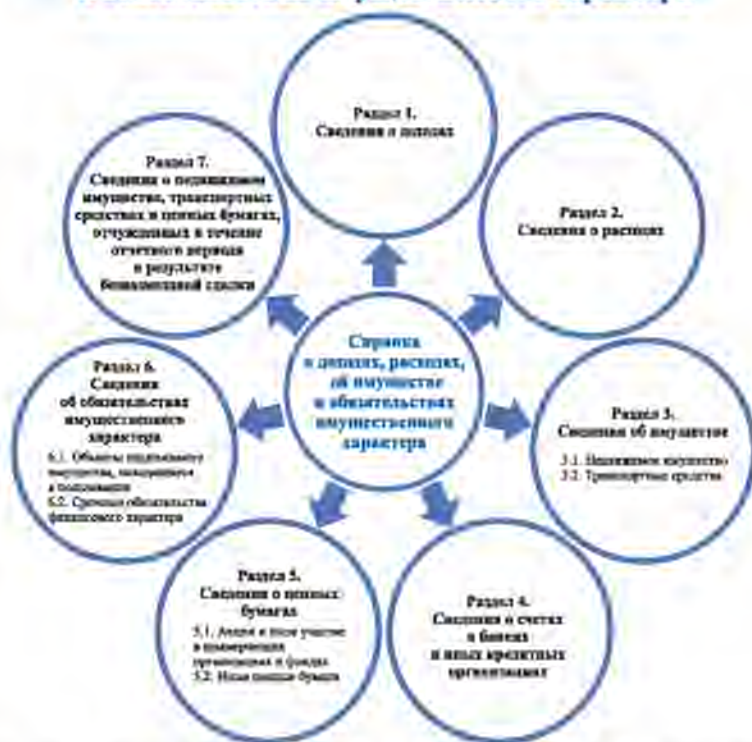 Раздел 1.
Сведения о доходах
Раздел 2.
Сведения о расходах
Раздел 3.
Сведения об имуществе
3.1. Недвижимое имущество
3.2. Транспортные средства
Раздел 4.
Сведения о счетах
в банках
и иных кредитных
организациях
Раздел 5.
Сведения о ценных
бумагах
5.1. Акции и иное участие
в коммерческих
организациях и фондах
5.2. Иные ценные бумаги
Раздел 6.
Сведения
об обязательствах
имущественного
характера
6.1. Объекты недвижимого
имущества, находящиеся
в пользовании
6.2. Срочные обязательства
финансового характера
Раздел 7.
Сведения о недвижимом
имуществе, транспортных
средствах и ценных бумагах,
отчужденных в течение
отчетного периода
в результате
безвозмездной сделки
Справка
о доходах, расходах,
об имуществе
и обязательствах
имущественного
характера